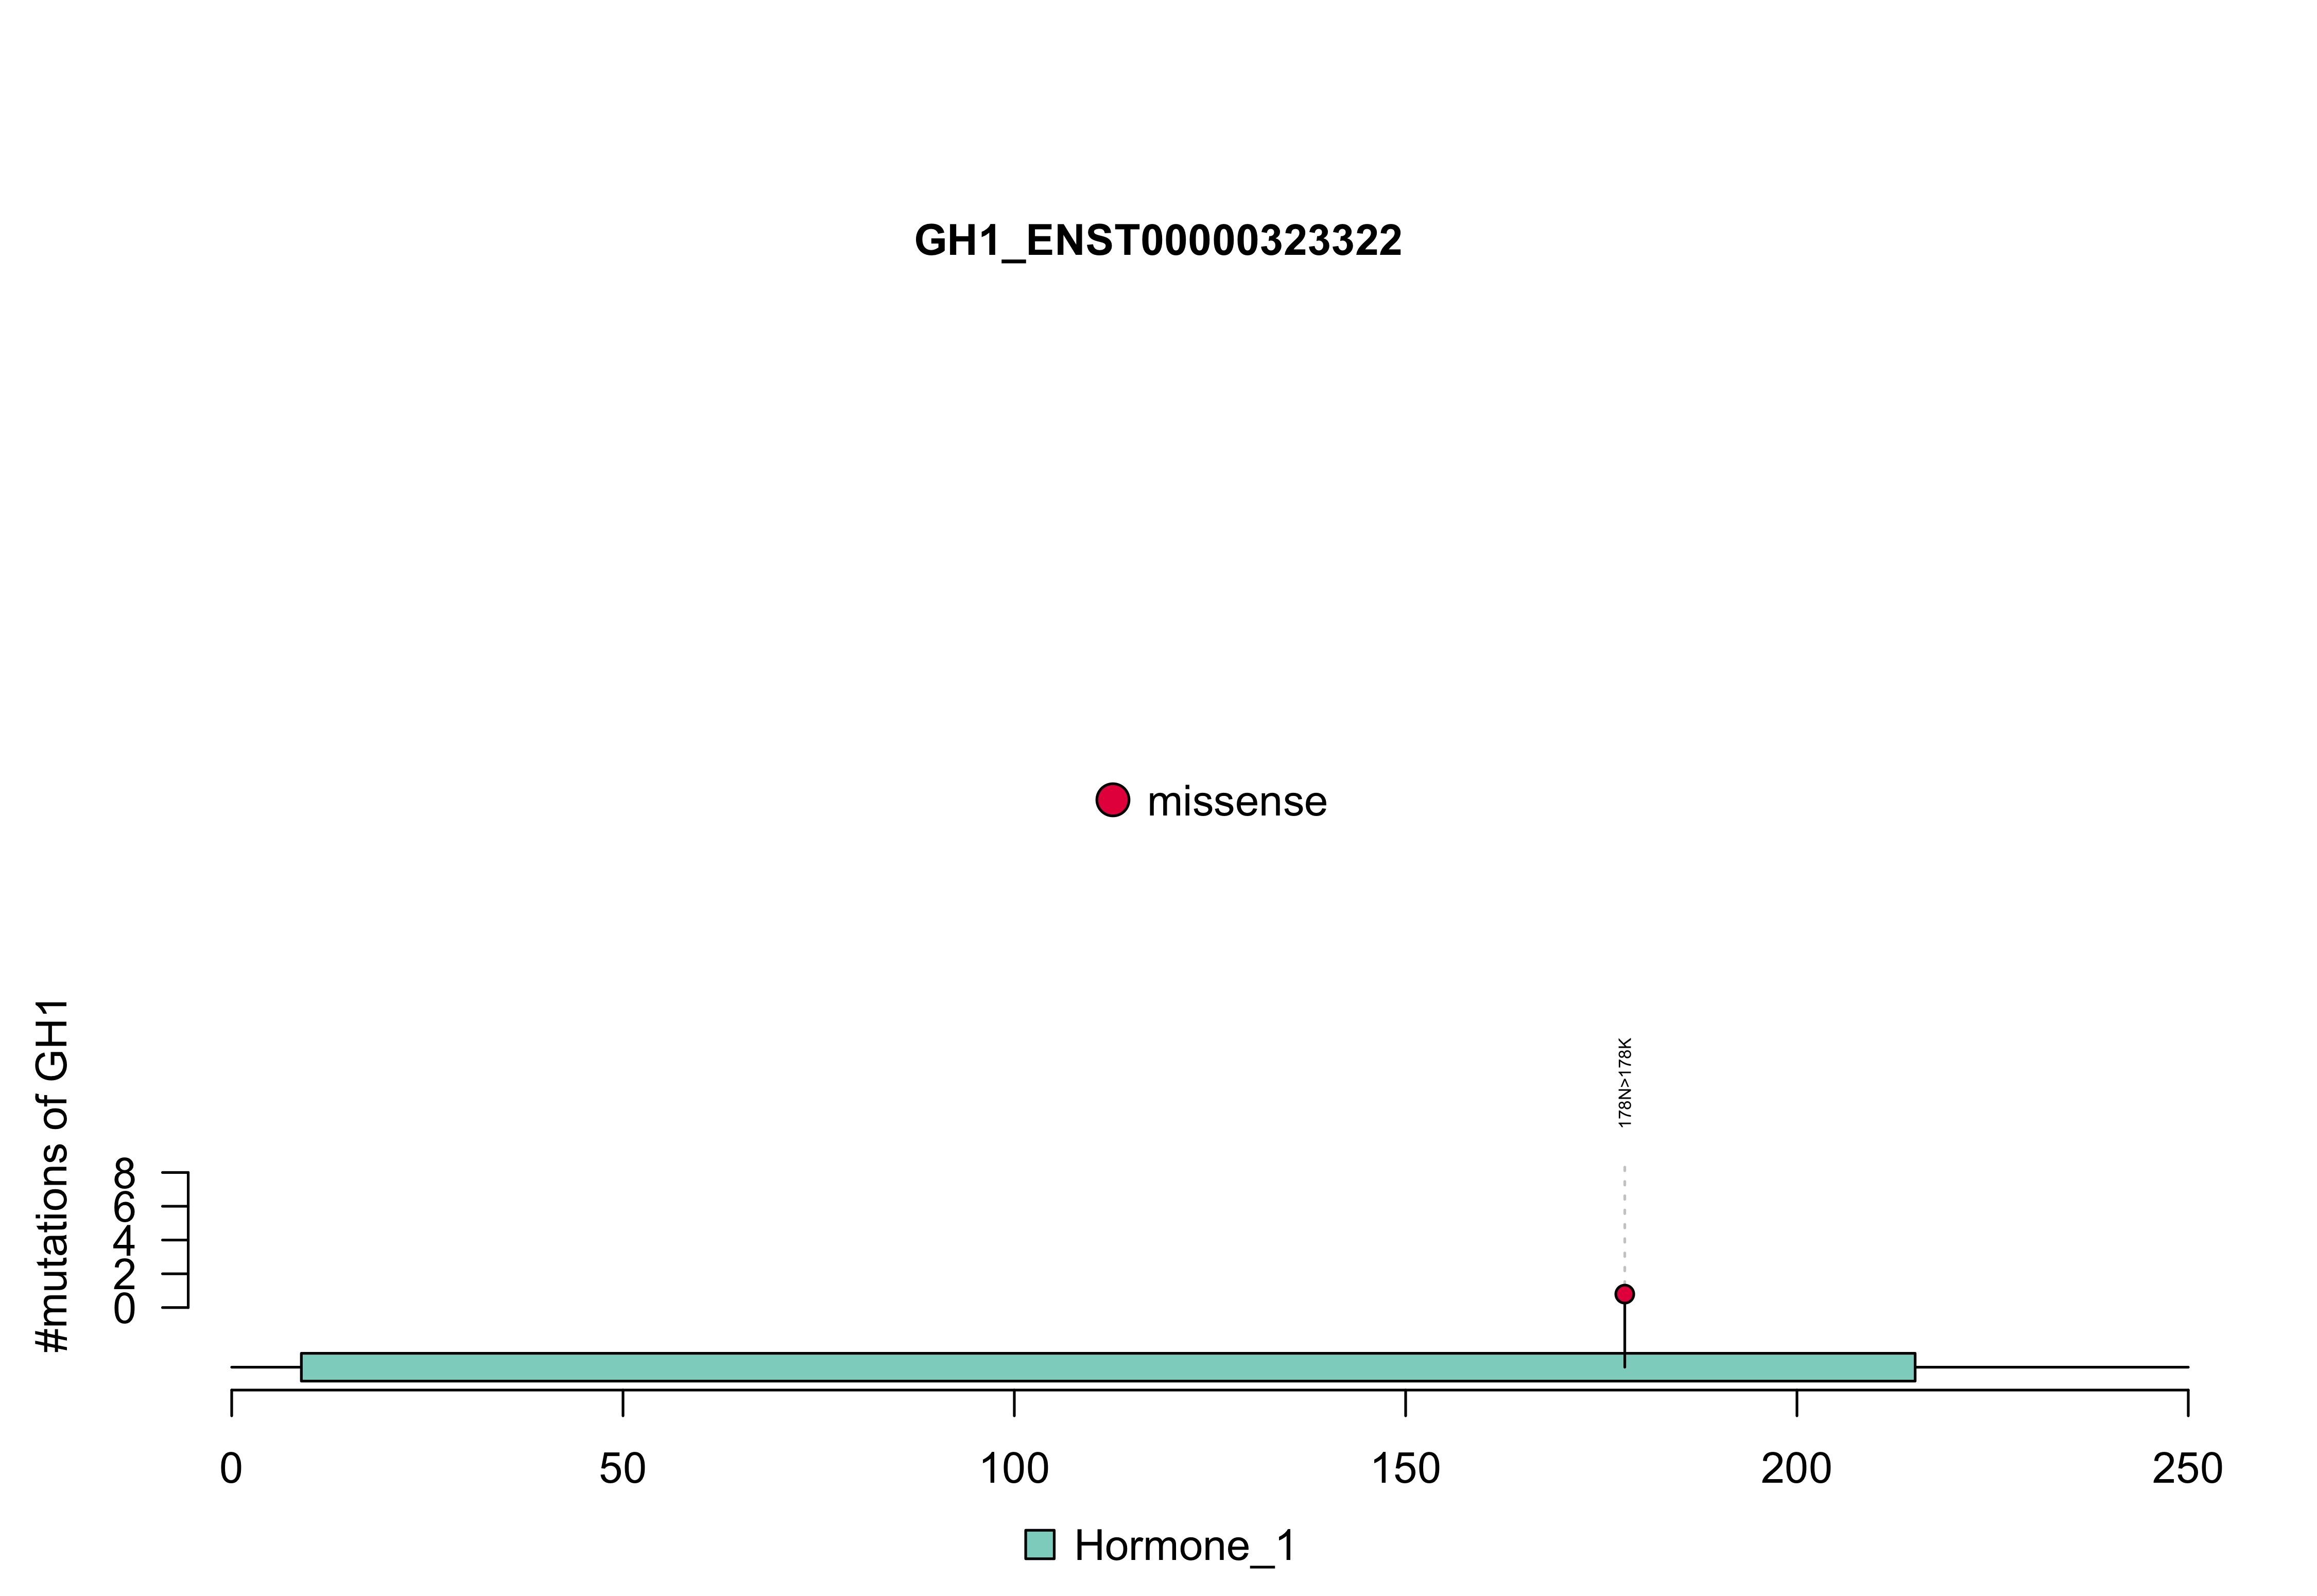 GH1_ENST00000323322
missense
#mutations of GH1
178N>178K
8
6
4
2
0
0 50 100 150 200 250
Hormone_1